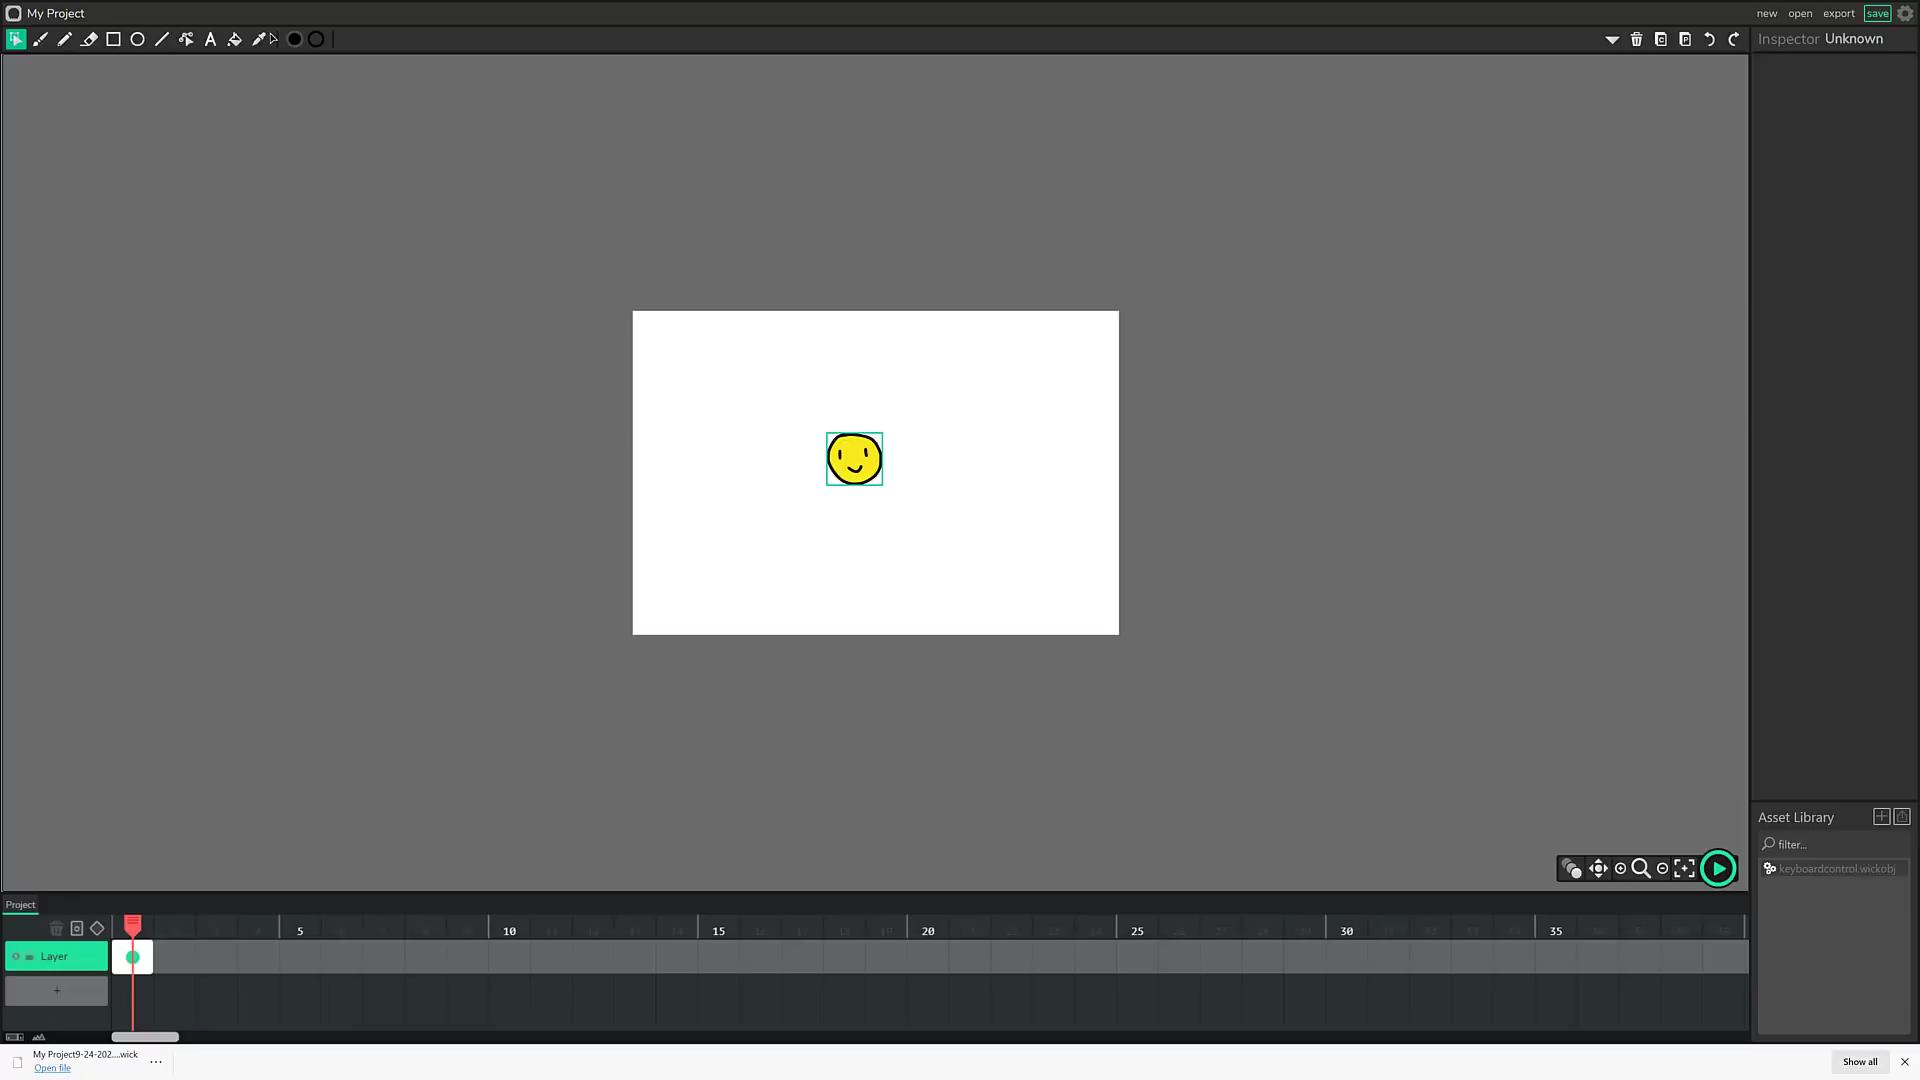 My Project
new open export save
Inspector Unknown
Asset Library
filter...
keyboardcontrol.wickobj
Project
5 10 15 20 25 30 35
Layer
+
My Project9-24-202....wick
Open file
Show all